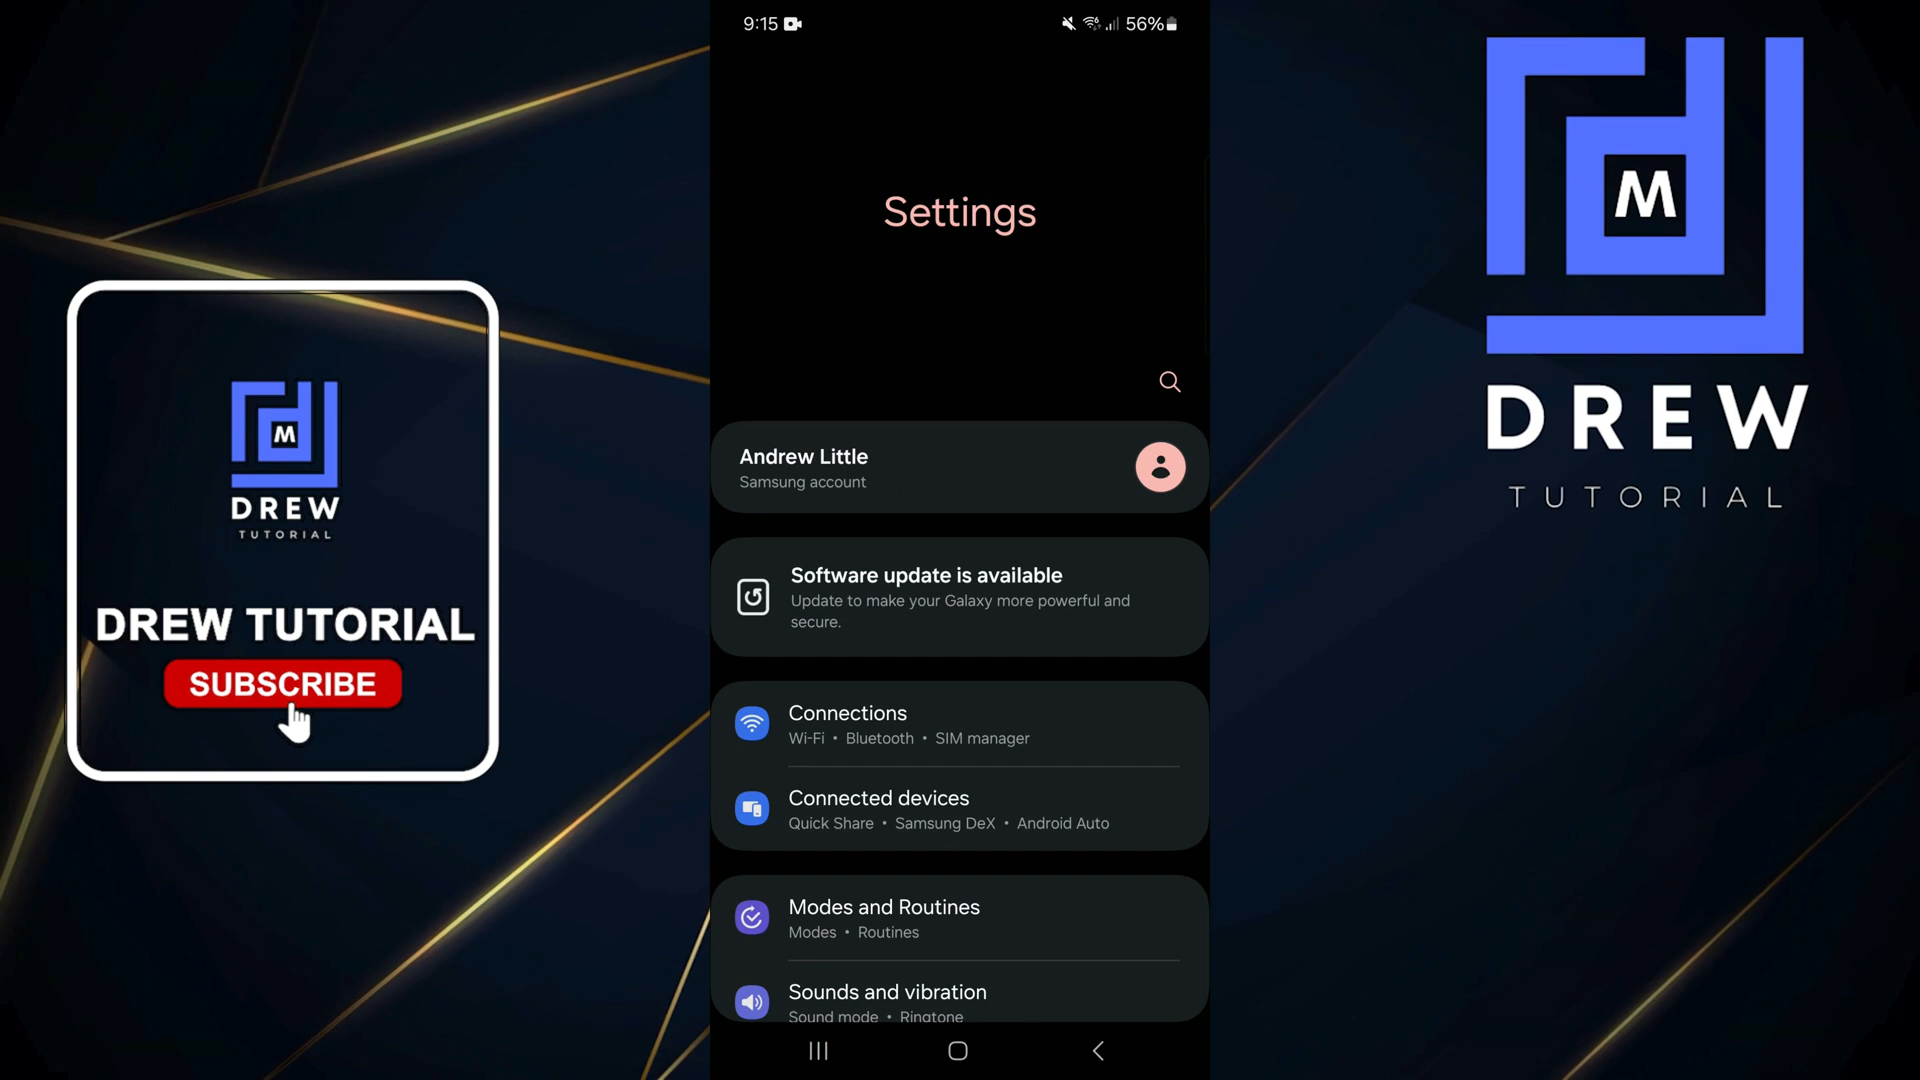 M
DREW
TUTORIAL
DREW TUTORIAL
SUBSCRIBE
9:15
56%
Settings
Andrew Little
Samsung account
Software update is available
Update to make your Galaxy more powerful and
secure.
Connections
Wi-Fi • Bluetooth • SIM manager
Connected devices
Quick Share • Samsung DeX • Android Auto
Modes and Routines
Modes • Routines
Sounds and vibration
Sound mode • Ringtone
M
DREW
TUTORIAL